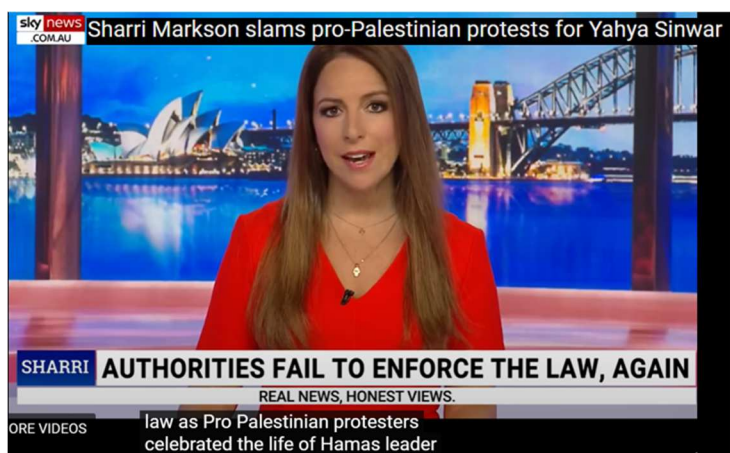 sky news
.COM.AU
Sharri Markson slams pro-Palestinian protests for Yahya Sinwar
SHARRI
AUTHORITIES FAIL TO ENFORCE THE LAW, AGAIN
REAL NEWS, HONEST VIEWS.
ORE VIDEOS
law as Pro Palestinian protesters
celebrated the life of Hamas leader